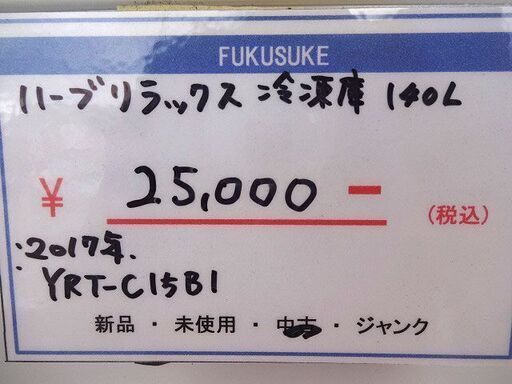 FUKUSUKE
ハーブリラックス 冷凍庫 140L
¥ 25,000 - (税込)
・2017年.
YRT-C15B1
新品 ・ 未使用 ・ 中古 ・ ジャンク